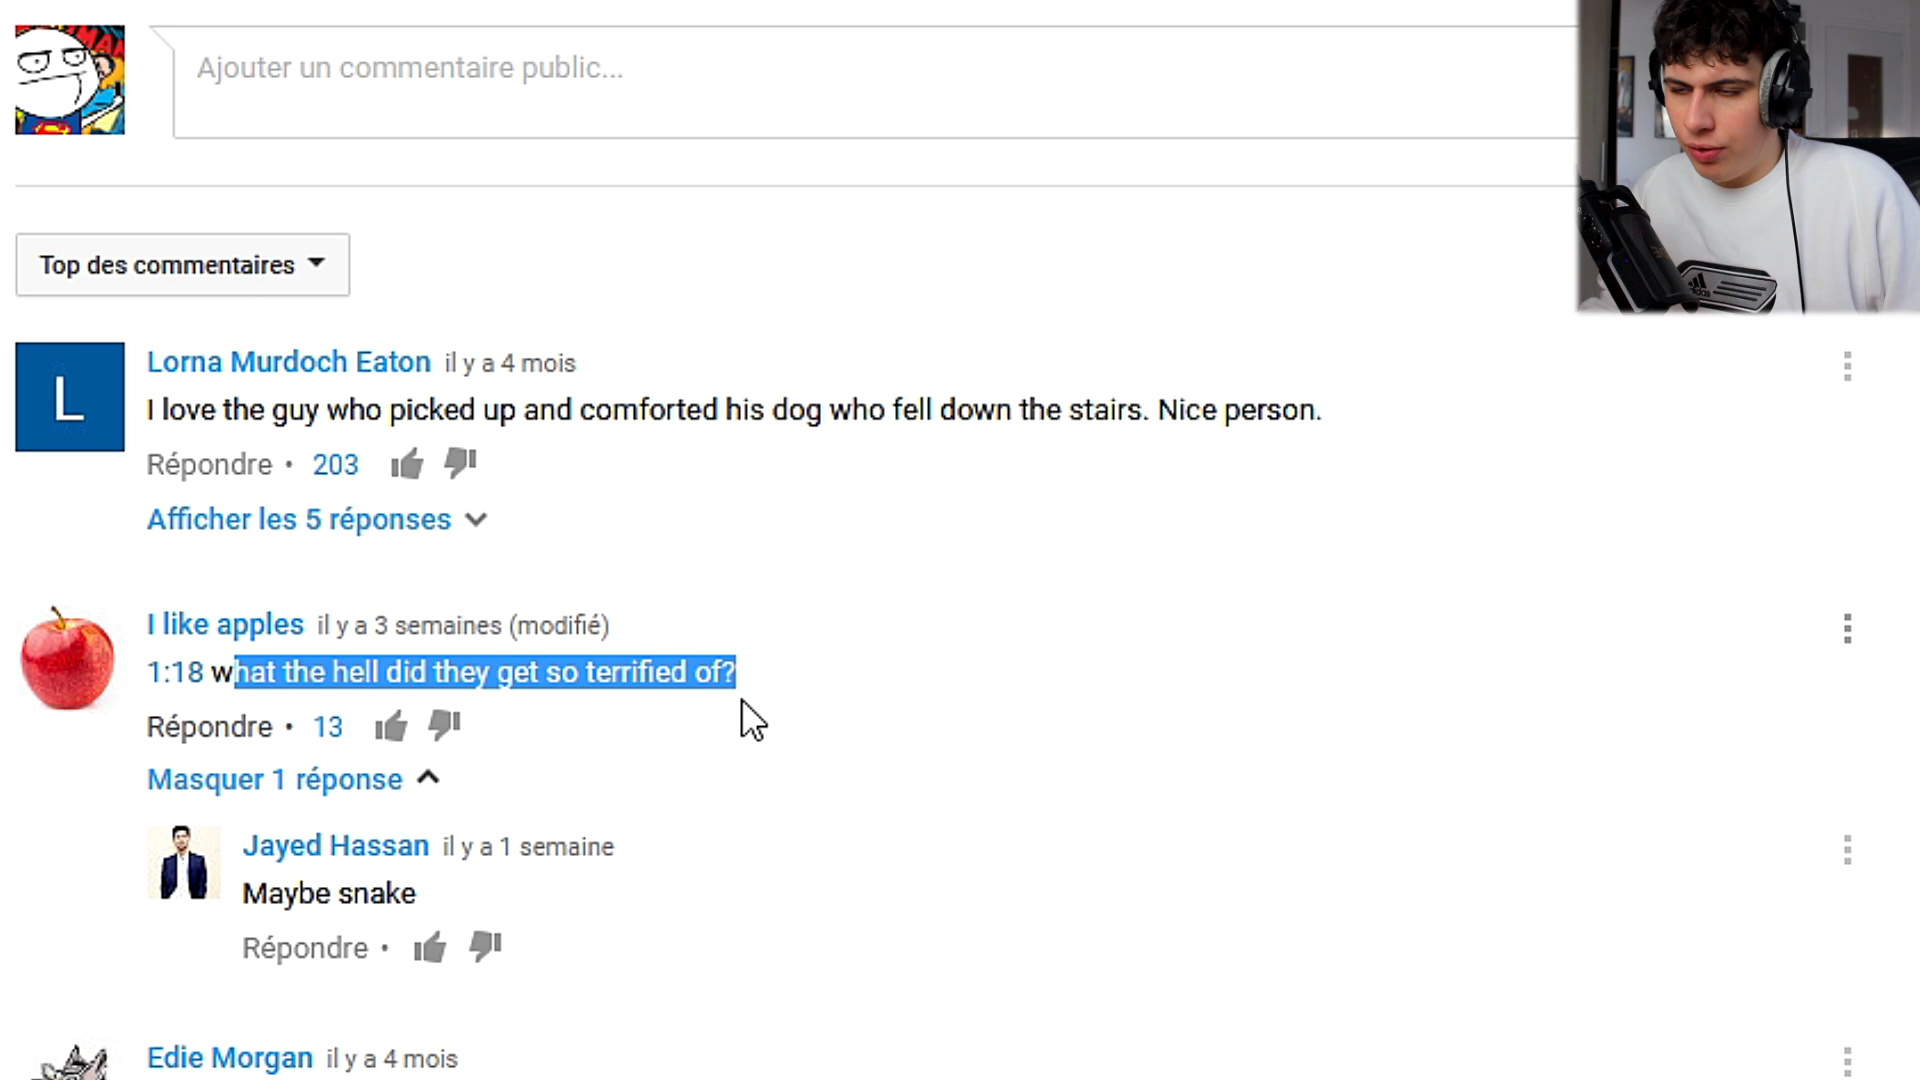 Ajouter un commentaire public...
Top des commentaires
L
Lorna Murdoch Eaton il y a 4 mois
I love the guy who picked up and comforted his dog who fell down the stairs. Nice person.
Répondre • 203
Afficher les 5 réponses
I like apples il y a 3 semaines (modifié)
1:18 what the hell did they get so terrified of?
Répondre • 13
Masquer 1 réponse
Jayed Hassan il y a 1 semaine
Maybe snake
Répondre •
Edie Morgan il y a 4 mois
adidas